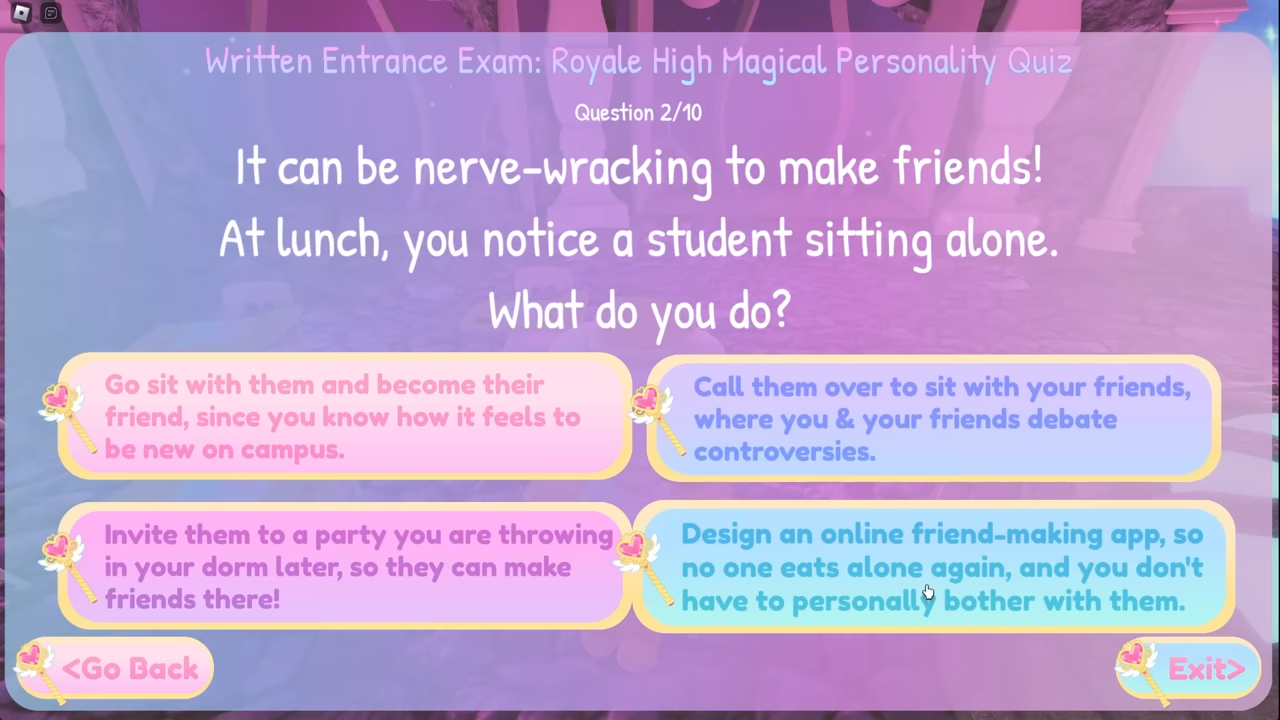 Written Entrance Exam: Royale High Magical Personality Quiz
Question 2/10
It can be nerve-wracking to make friends!
At lunch, you notice a student sitting alone.
What do you do?
Go sit with them and become their
friend, since you know how it feels to
be new on campus.
Call them over to sit with your friends,
where you & your friends debate
controversies.
Invite them to a party you are throwing
in your dorm later, so they can make
friends there!
Design an online friend-making app, so
no one eats alone again, and you don't
have to personally bother with them.
<Go Back
Exit>